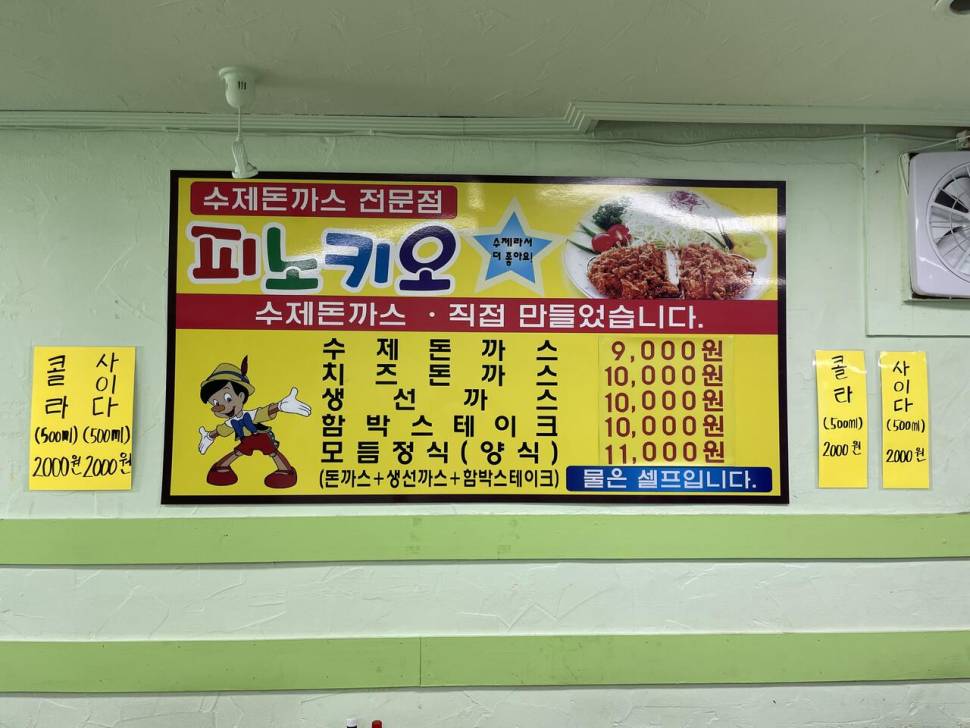 수제돈까스 전문점
피노키오
수제라서
더 좋아요!
수제돈까스 · 직접 만들었습니다.
수제돈까스 9,000원
치즈돈까스 10,000원
생선까스 10,000원
함박스테이크 10,000원
모듬정식(양식) 11,000원
(돈까스+생선까스+함박스테이크)
물은 셀프입니다.
콜라 사이다
(500ml) (500ml)
2000원 2000원
콜라
(500ml)
2000원
사이다
(500ml)
2000원